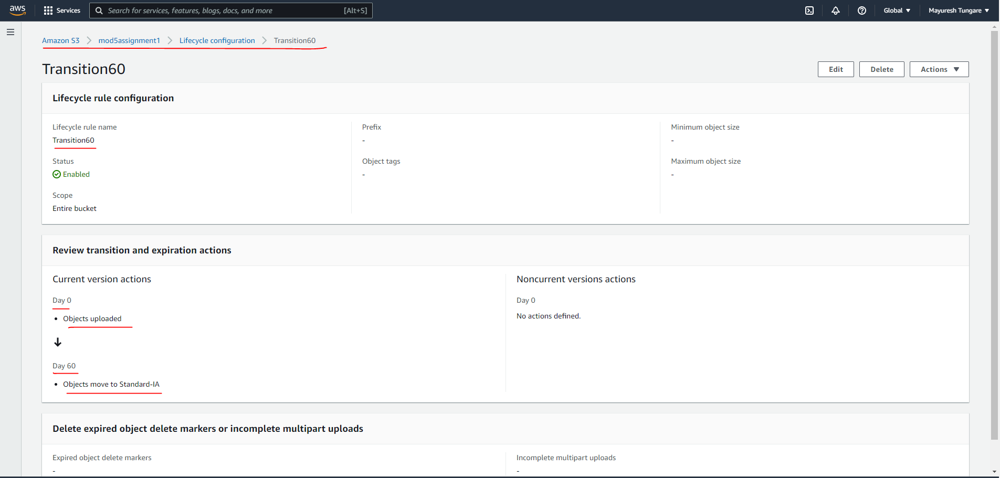 aws Services Search for services, features, blogs, docs, and more [Alt+S] Global Mayuresh Tungare
Amazon S3 mod5assignment1 Lifecycle configuration Transition60
Transition60
Edit Delete Actions
Lifecycle rule configuration
Lifecycle rule name
Transition60
Status
Enabled
Scope
Entire bucket
Prefix
-
Object tags
-
Minimum object size
-
Maximum object size
-
Review transition and expiration actions
Current version actions
Day 0
• Objects uploaded
Day 60
• Objects move to Standard-IA
Noncurrent versions actions
Day 0
No actions defined.
Delete expired object delete markers or incomplete multipart uploads
Expired object delete markers
-
Incomplete multipart uploads
-